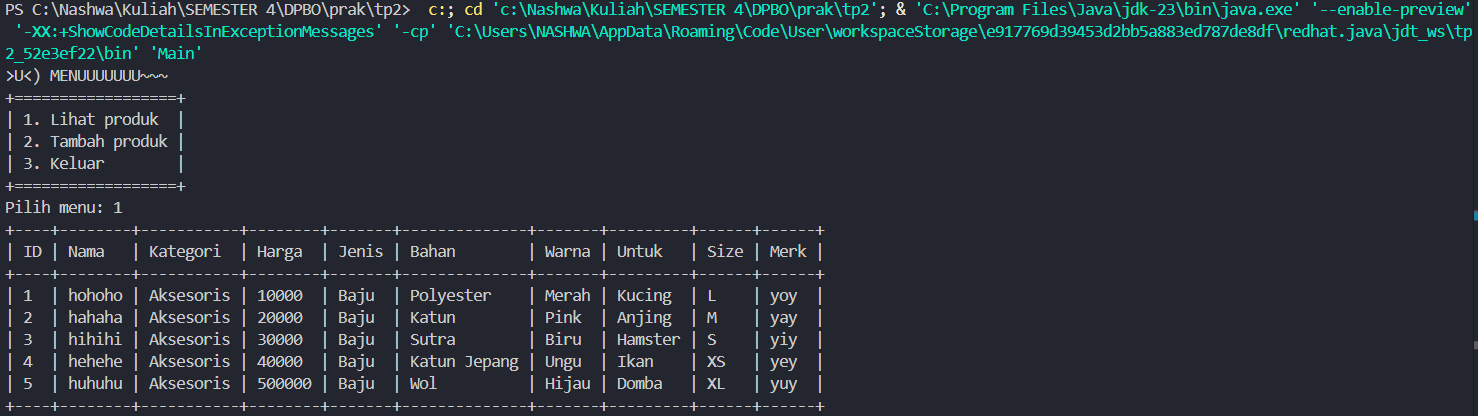 PS C:\Nashwa\Kuliah\SEMESTER 4\DPBO\prak\tp2>  c:; cd 'c:\Nashwa\Kuliah\SEMESTER 4\DPBO\prak\tp2'; & 'C:\Program Files\Java\jdk-23\bin\java.exe' '--enable-preview'
 '-XX:+ShowCodeDetailsInExceptionMessages' '-cp' 'C:\Users\NASHWA\AppData\Roaming\Code\User\workspaceStorage\e917769d39453d2bb5a883ed787de8df\redhat.java\jdt_ws\tp
2_52e3ef22\bin' 'Main'
>U<) MENUUUUUUU~~~
+==================+
| 1. Lihat produk  |
| 2. Tambah produk |
| 3. Keluar        |
+==================+
Pilih menu: 1
+----+--------+-----------+--------+-------+--------------+-------+---------+------+------+
| ID | Nama   | Kategori  | Harga  | Jenis | Bahan        | Warna | Untuk   | Size | Merk |
+----+--------+-----------+--------+-------+--------------+-------+---------+------+------+
| 1  | hohoho | Aksesoris | 10000  | Baju  | Polyester    | Merah | Kucing  | L    | yoy  |
| 2  | hahaha | Aksesoris | 20000  | Baju  | Katun        | Pink  | Anjing  | M    | yay  |
| 3  | hihihi | Aksesoris | 30000  | Baju  | Sutra        | Biru  | Hamster | S    | yiy  |
| 4  | hehehe | Aksesoris | 40000  | Baju  | Katun Jepang | Ungu  | Ikan    | XS   | yey  |
| 5  | huhuhu | Aksesoris | 500000 | Baju  | Wol          | Hijau | Domba   | XL   | yuy  |
+----+--------+-----------+--------+-------+--------------+-------+---------+------+------+